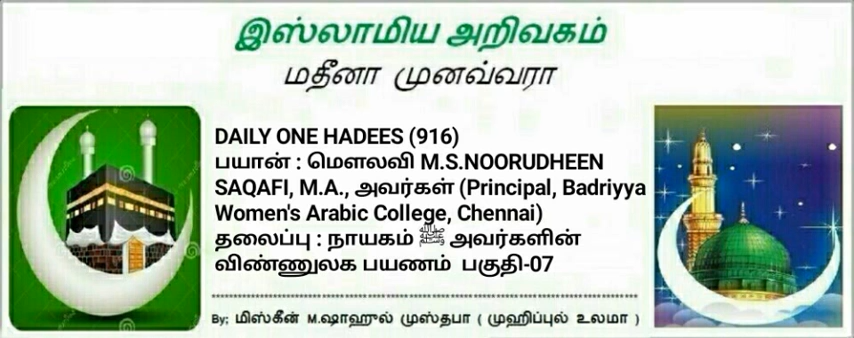 இஸ்லாமிய அறிவகம்
மதீனா முனவ்வரா
DAILY ONE HADEES (916)
பயான் : மௌலவி M.S.NOORUDHEEN
SAQAFI, M.A., அவர்கள் (Principal, Badriyya
Women's Arabic College, Chennai)
தலைப்பு : நாயகம் ﷺ அவர்களின்
விண்ணுலக பயணம் பகுதி-07
By; மிஸ்கீன் M.ஷாஹுல் முஸ்தபா ( முஹிப்புல் உலமா )